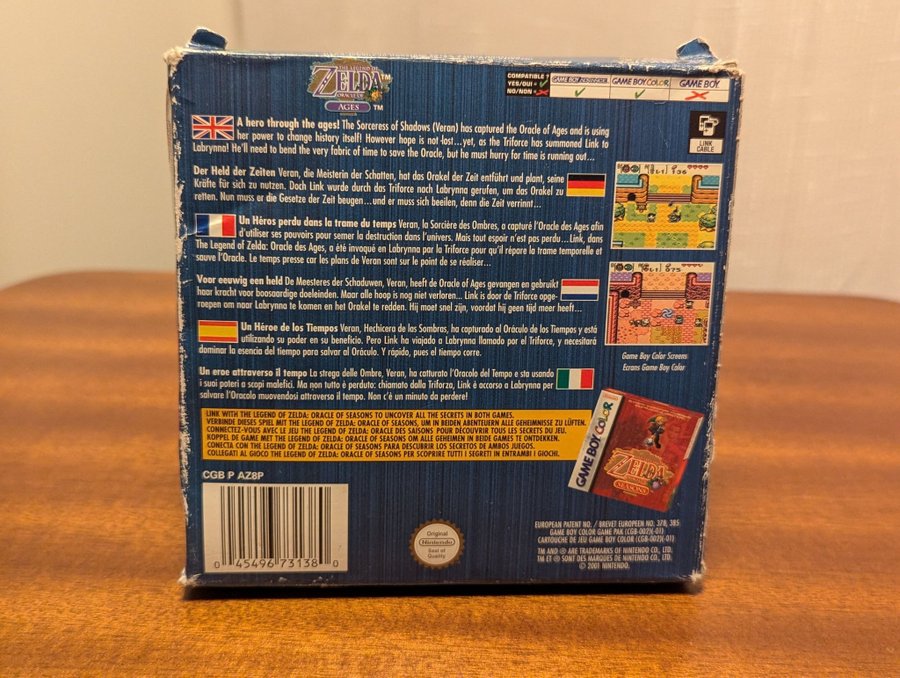 THE LEGEND OF
ZELDA™
ORACLE OF
AGES ™
COMPATIBLE ?
YES/OUI = ✓
NO/NON = ✗
GAME BOY ADVANCE
GAME BOY COLOR
GAME BOY
LINK
CABLE
A hero through the ages! The Sorceress of Shadows (Veran) has captured the Oracle of Ages and is using
her power to change history itself! However hope is not lost...yet, as the Triforce has summoned Link to
Labrynna! He'll need to bend the very fabric of time to save the Oracle, but he must hurry for time is running out...
Der Held der Zeiten Veran, die Meisterin der Schatten, hat das Orakel der Zeit entführt und plant, seine
Kräfte für sich zu nutzen. Doch Link wurde durch das Triforce nach Labrynna gerufen, um das Orakel zu
retten. Nun muss er die Gesetze der Zeit beugen...und er muss sich beeilen, denn die Zeit verrinnt...
Un Héros perdu dans la trame du temps Veran, la Sorcière des Ombres, a capturé l'Oracle des Ages afin
d'utiliser ses pouvoirs pour semer la destruction dans l'univers. Mais tout espoir n'est pas perdu...Link, dans
The Legend of Zelda: Oracle des Ages, a été invoqué en Labrynna par la Triforce pour qu'il répare la trame temporelle et
sauve l'Oracle. Le temps presse car les plans de Veran sont sur le point de se réaliser...
Voor eeuwig een held De Meesteres der Schaduwen, Veran, heeft de Oracle of Ages gevangen en gebruikt
haar kracht voor boosaardige doeleinden. Maar alle hoop is nog niet verloren... Link is door de Triforce opge-
roepen om naar Labrynna te komen en het Orakel te redden. Hij moet snel zijn, voordat hij geen tijd meer heeft...
Un Héroe de los Tiempos Veran, Hechicera de las Sombras, ha capturado al Oráculo de los Tiempos y está
utilizando su poder en su beneficio. Pero Link ha viajado a Labrynna llamado por el Triforce, y necesitará
dominar la esencia del tiempo para salvar al Oráculo. Y rápido, pues el tiempo corre.
Un eroe attraverso il tempo La strega delle Ombre, Veran, ha catturato l'Oracolo del Tempo e sta usando
i suoi poteri a scopi malefici. Ma non tutto è perduto: chiamato dalla Triforza, Link è accorso a Labrynna per
salvare l'Oracolo muovendosi attraverso il tempo. Non c'è un minuto da perdere!
Game Boy Color Screens
Ecrans Game Boy Color
LINK WITH THE LEGEND OF ZELDA: ORACLE OF SEASONS TO UNCOVER ALL THE SECRETS IN BOTH GAMES.
VERBINDE DIESES SPIEL MIT THE LEGEND OF ZELDA: ORACLE OF SEASONS, UM IN BEIDEN ABENTEUERN ALLE GEHEIMNISSE ZU LÜFTEN.
CONNECTEZ-VOUS AVEC LE JEU THE LEGEND OF ZELDA: ORACLE DES SAISONS POUR DÉCOUVRIR TOUS LES SECRETS DU JEU.
KOPPEL DE GAME MET THE LEGEND OF ZELDA: ORACLE OF SEASONS OM ALLE GEHEIMEN IN BEIDE GAMES TE ONTDEKKEN.
CONECTA CON THE LEGEND OF ZELDA: ORACLE OF SEASONS PARA DESCUBRIR LOS SECRETOS DE AMBOS JUEGOS.
COLLEGATI AL GIOCO THE LEGEND OF ZELDA: ORACLE OF SEASONS PER SCOPRIRE TUTTI I SEGRETI IN ENTRAMBI I GIOCHI.
GAME BOY COLOR
ZELDA
SEASONS
CGB P AZ8P
0 45496 73138 0
Original
Nintendo
Seal of
Quality
EUROPEAN PATENT NO. / BREVET EUROPEEN NO. 378, 385
GAME BOY COLOR GAME PAK (CGB-002)(-01)
CARTOUCHE DE JEU GAME BOY COLOR (CGB-002)(-01)
TM AND ® ARE TRADEMARKS OF NINTENDO CO., LTD.
TM ET ® SONT DES MARQUES DE NINTENDO CO., LTD.
© 2001 NINTENDO.